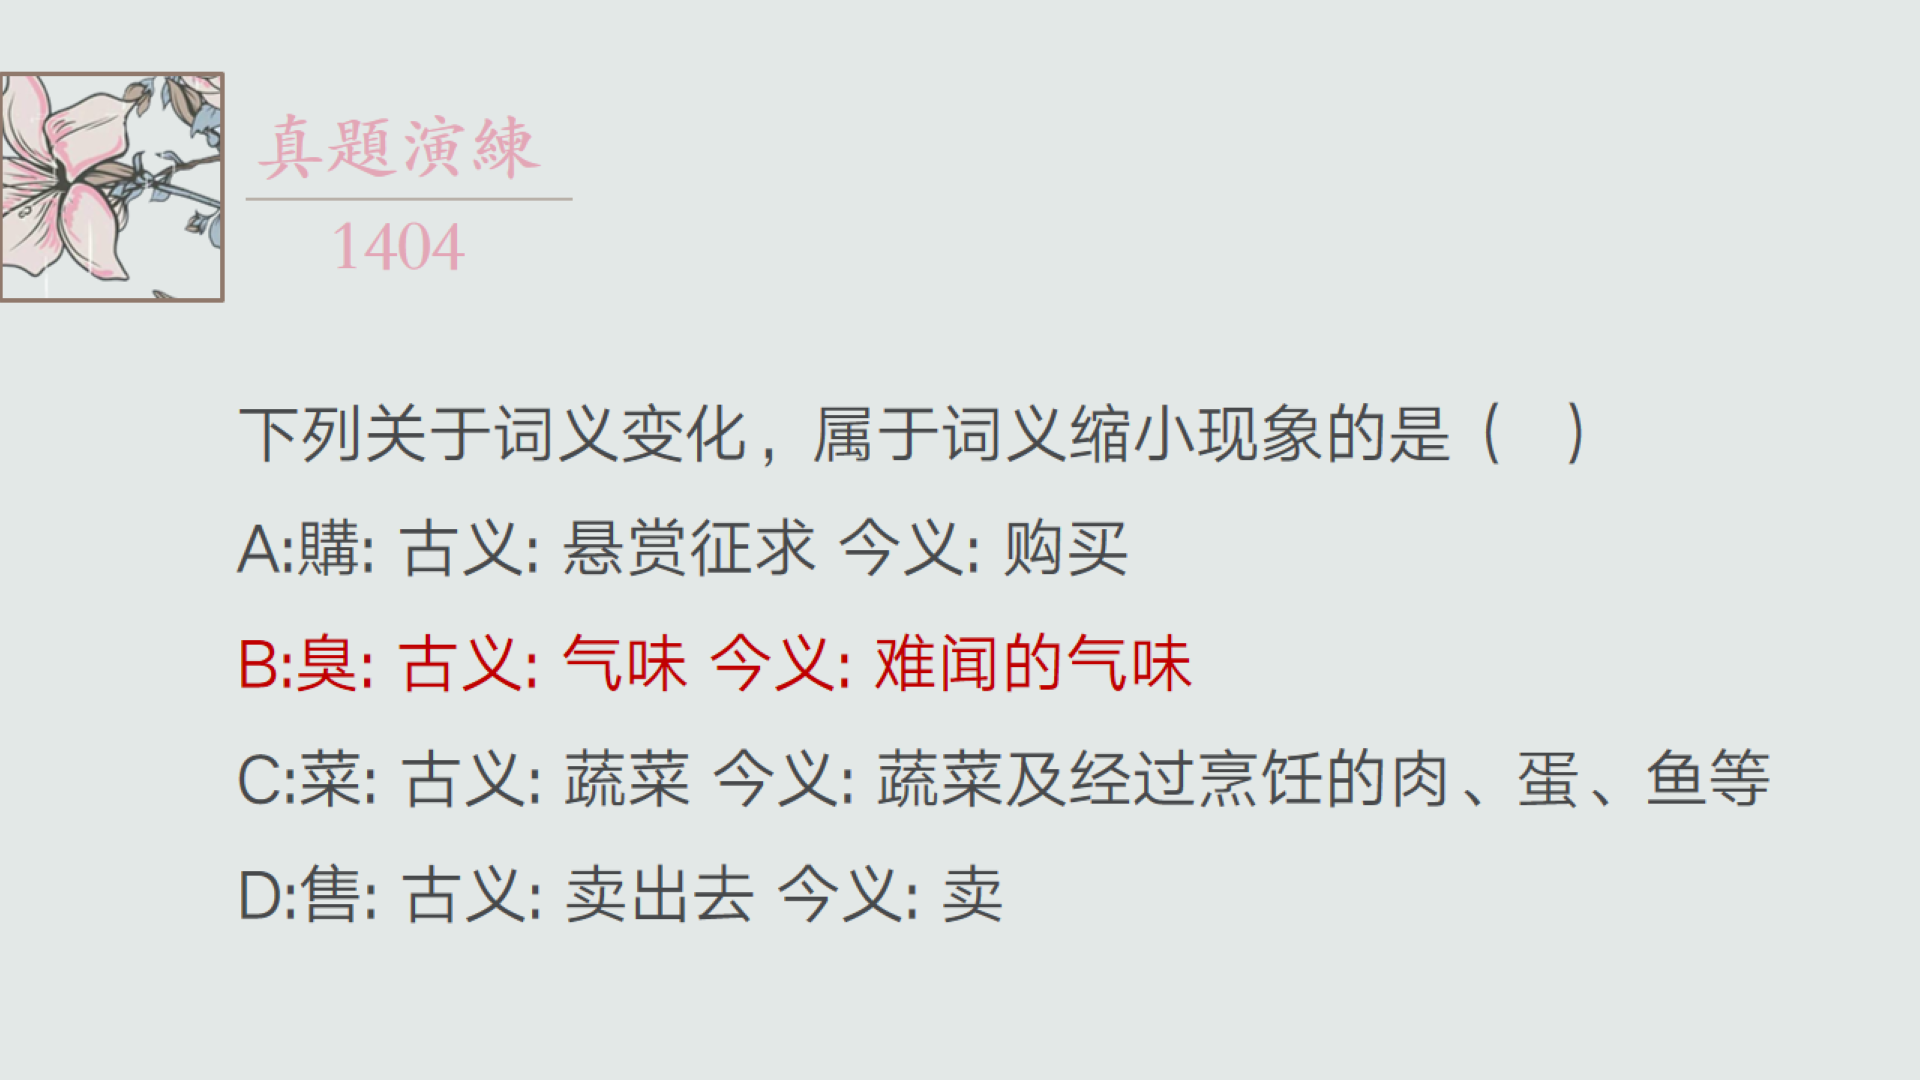 真題演練
1404
下列关于词义变化，属于词义缩小现象的是（　）
A:購: 古义: 悬赏征求 今义: 购买
B:臭: 古义: 气味 今义: 难闻的气味
C:菜: 古义: 蔬菜 今义: 蔬菜及经过烹饪的肉、蛋、鱼等
D:售: 古义: 卖出去 今义: 卖